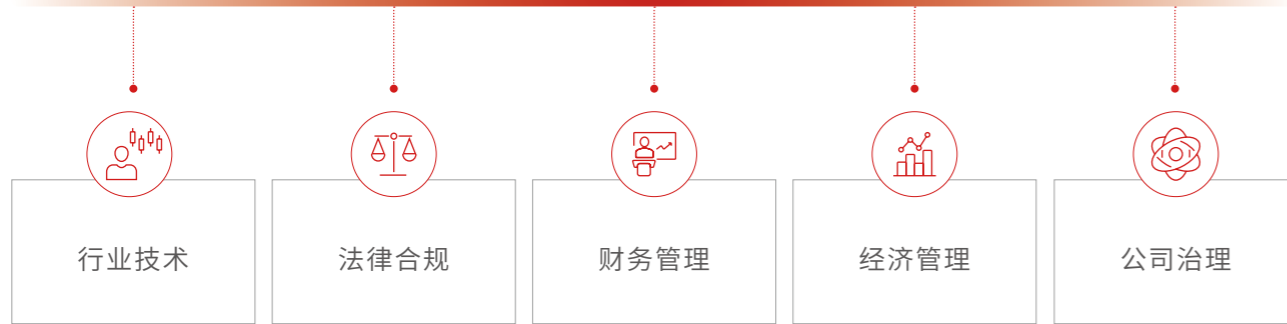 行业技术
法律合规
财务管理
经济管理
公司治理